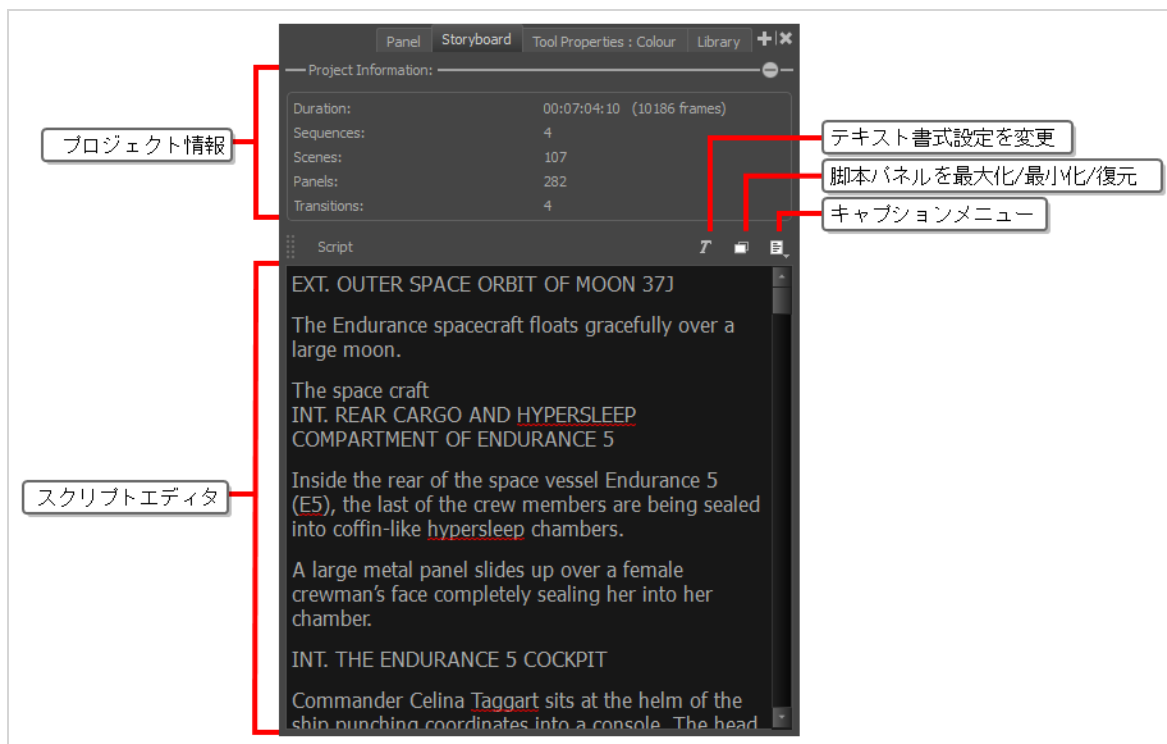 Panel Storyboard Tool Properties : Colour Library
Project Information:
Duration: 00:07:04:10 (10186 frames)
Sequences: 4
Scenes: 107
Panels: 282
Transitions: 4
プロジェクト情報
テキスト書式設定を変更
脚本パネルを最大化/最小化/復元
キャプションメニュー
Script
EXT. OUTER SPACE ORBIT OF MOON 37J
The Endurance spacecraft floats gracefully over a
large moon.
The space craft
INT. REAR CARGO AND HYPERSLEEP
COMPARTMENT OF ENDURANCE 5
Inside the rear of the space vessel Endurance 5
(E5), the last of the crew members are being sealed
into coffin-like hypersleep chambers.
A large metal panel slides up over a female
crewman's face completely sealing her into her
chamber.
INT. THE ENDURANCE 5 COCKPIT
Commander Celina Taggart sits at the helm of the
ship punching coordinates into a console. The head
スクリプトエディタ